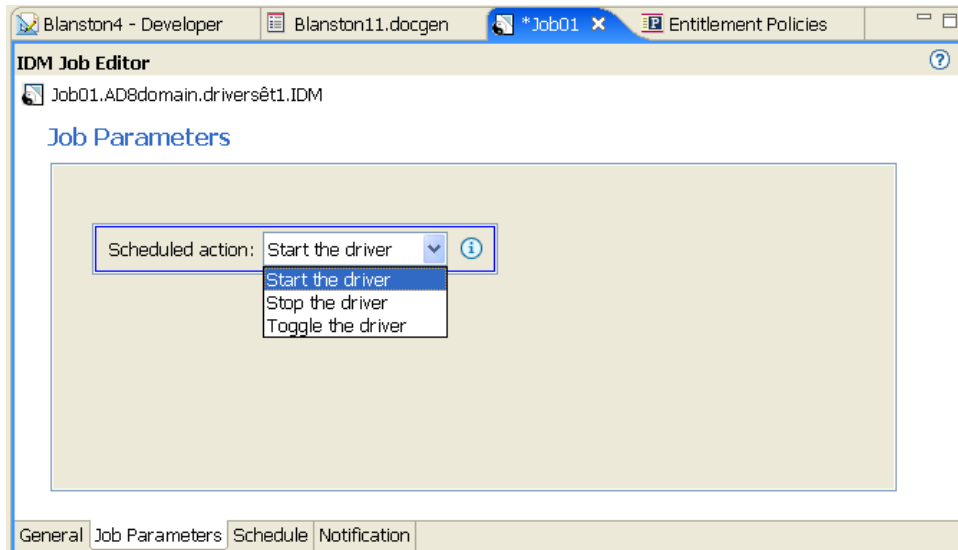 Blanston4 - Developer Blanston11.docgen *Job01 Entitlement Policies
IDM Job Editor
Job01.AD8domain.driversêt1.IDM
Job Parameters
Scheduled action: Start the driver
Start the driver
Stop the driver
Toggle the driver
General Job Parameters Schedule Notification